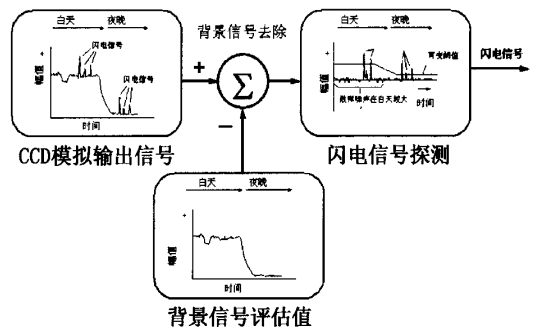 白天 夜晚
闪电信号
闪电信号
幅值
时间
CCD模拟输出信号
背景信号去除
+
Σ
−
白天 夜晚
可变阈值
幅值
时间
闪电信号探测
闪电信号
白天 夜晚
幅值
时间
背景信号评估值